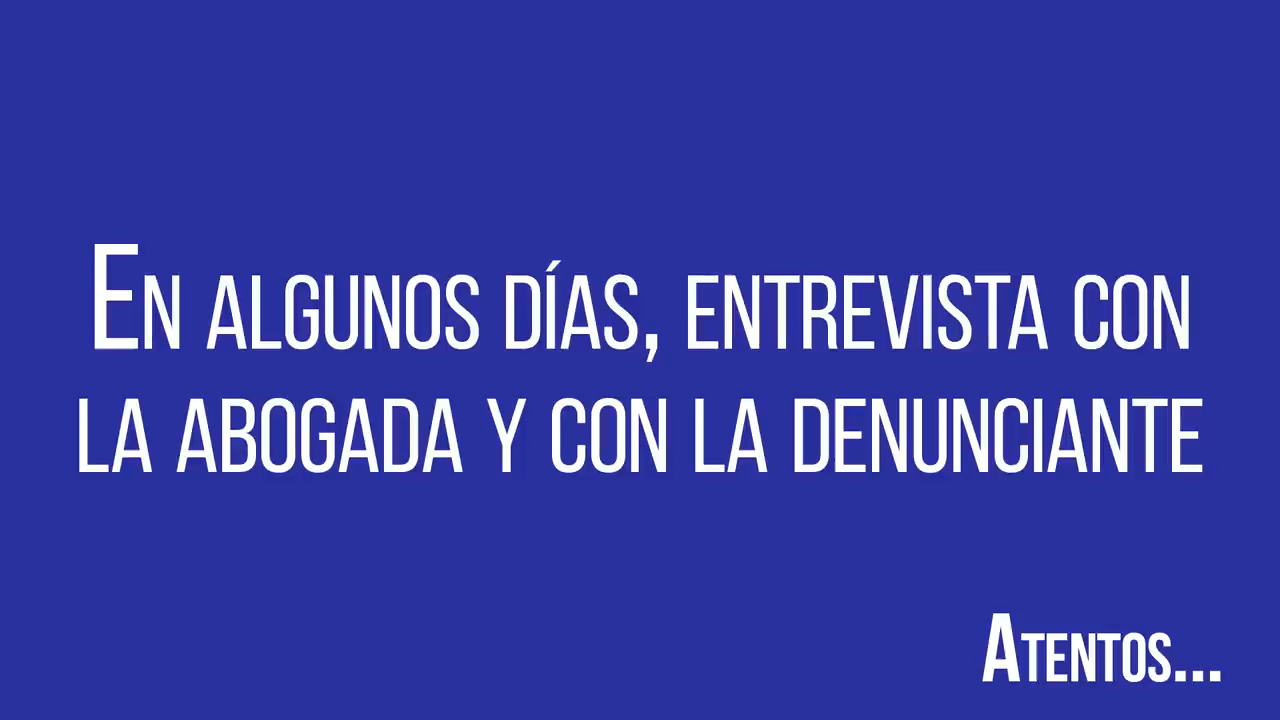 En algunos días, entrevista con
la abogada y con la denunciante
Atentos...